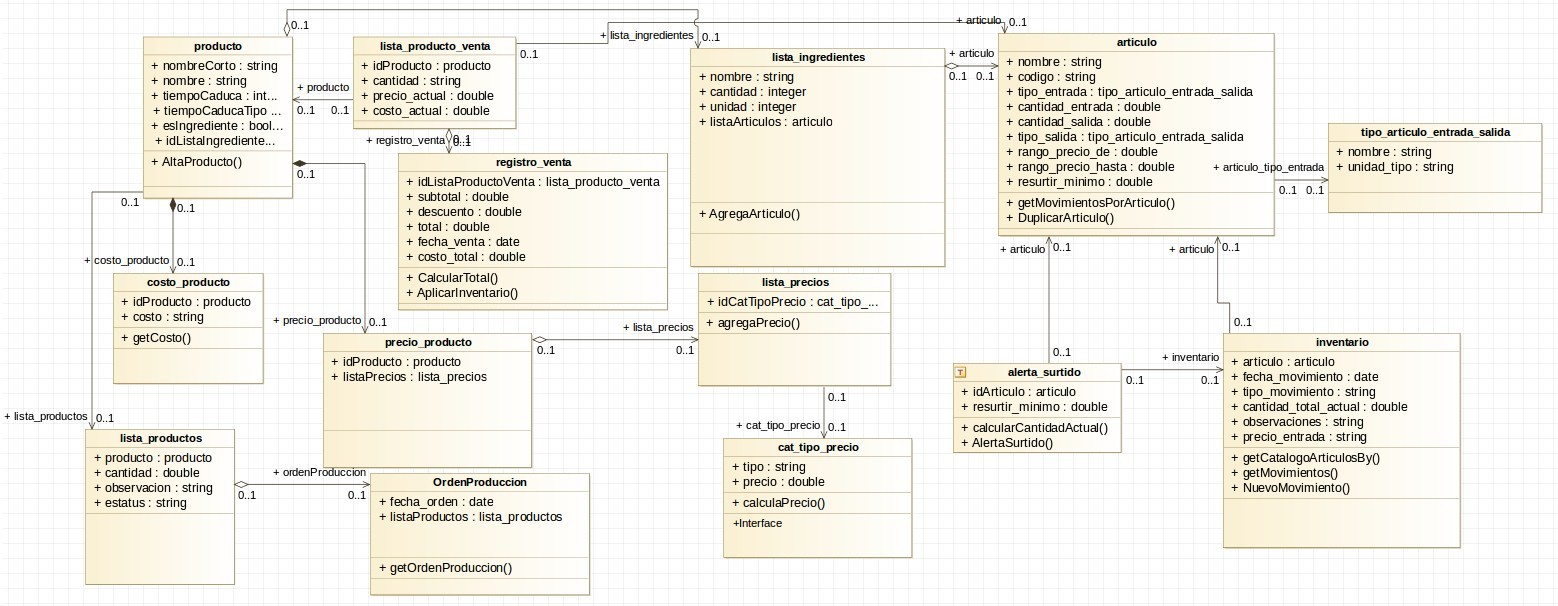 0..1
+ lista_ingredientes
0..1
+ articulo
0..1
producto
+ nombreCorto : string
+ nombre : string
+ tiempoCaduca : int...
+ tiempoCaducaTipo ...
+ esIngrediente : bool...
+ idListaIngrediente...
+ AltaProducto()
lista_producto_venta
+ idProducto : producto
+ cantidad : string
+ precio_actual : double
+ costo_actual : double
0..1
+ producto
0..1
0..1
+ registro_venta
0..1
0..1
registro_venta
+ idListaProductoVenta : lista_producto_venta
+ subtotal : double
+ descuento : double
+ total : double
+ fecha_venta : date
+ costo_total : double
+ CalcularTotal()
+ AplicarInventario()
lista_ingredientes
+ nombre : string
+ cantidad : integer
+ unidad : integer
+ listaArticulos : articulo
+ AgregaArticulo()
+ articulo
0..1
0..1
articulo
+ nombre : string
+ codigo : string
+ tipo_entrada : tipo_articulo_entrada_salida
+ cantidad_entrada : double
+ cantidad_salida : double
+ tipo_salida : tipo_articulo_entrada_salida
+ rango_precio_de : double
+ rango_precio_hasta : double
+ resurtir_minimo : double
+ getMovimientosPorArticulo()
+ DuplicarArticulo()
+ articulo_tipo_entrada
0..1
0..1
tipo_articulo_entrada_salida
+ nombre : string
+ unidad_tipo : string
0..1
0..1
0..1
+ costo_producto
0..1
costo_producto
+ idProducto : producto
+ costo : string
+ getCosto()
+ precio_producto
0..1
precio_producto
+ idProducto : producto
+ listaPrecios : lista_precios
0..1
+ lista_precios
0..1
lista_precios
+ idCatTipoPrecio : cat_tipo_...
+ agregaPrecio()
0..1
+ cat_tipo_precio
0..1
cat_tipo_precio
+ tipo : string
+ precio : double
+ calculaPrecio()
+Interface
+ articulo
0..1
0..1
+ articulo
0..1
0..1
alerta_surtido
+ idArticulo : articulo
+ resurtir_minimo : double
+ calcularCantidadActual()
+ AlertaSurtido()
0..1
+ inventario
0..1
inventario
+ articulo : articulo
+ fecha_movimiento : date
+ tipo_movimiento : string
+ cantidad_total_actual : double
+ observaciones : string
+ precio_entrada : string
+ getCatalogoArticulosBy()
+ getMovimientos()
+ NuevoMovimiento()
+ lista_productos
0..1
lista_productos
+ producto : producto
+ cantidad : double
+ observacion : string
+ estatus : string
0..1
+ ordenProduccion
0..1
OrdenProduccion
+ fecha_orden : date
+ listaProductos : lista_productos
+ getOrdenProduccion()